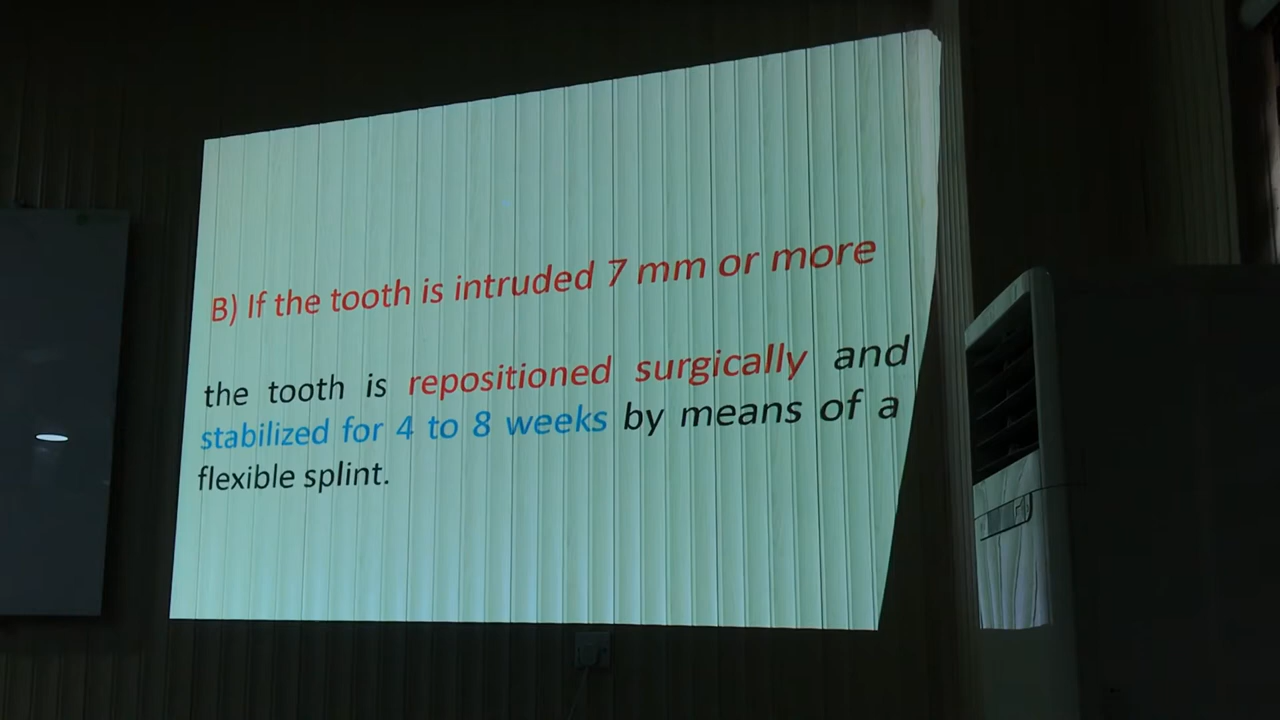 B) If the tooth is intruded 7 mm or more
the tooth is repositioned surgically and
stabilized for 4 to 8 weeks by means of a
flexible splint.